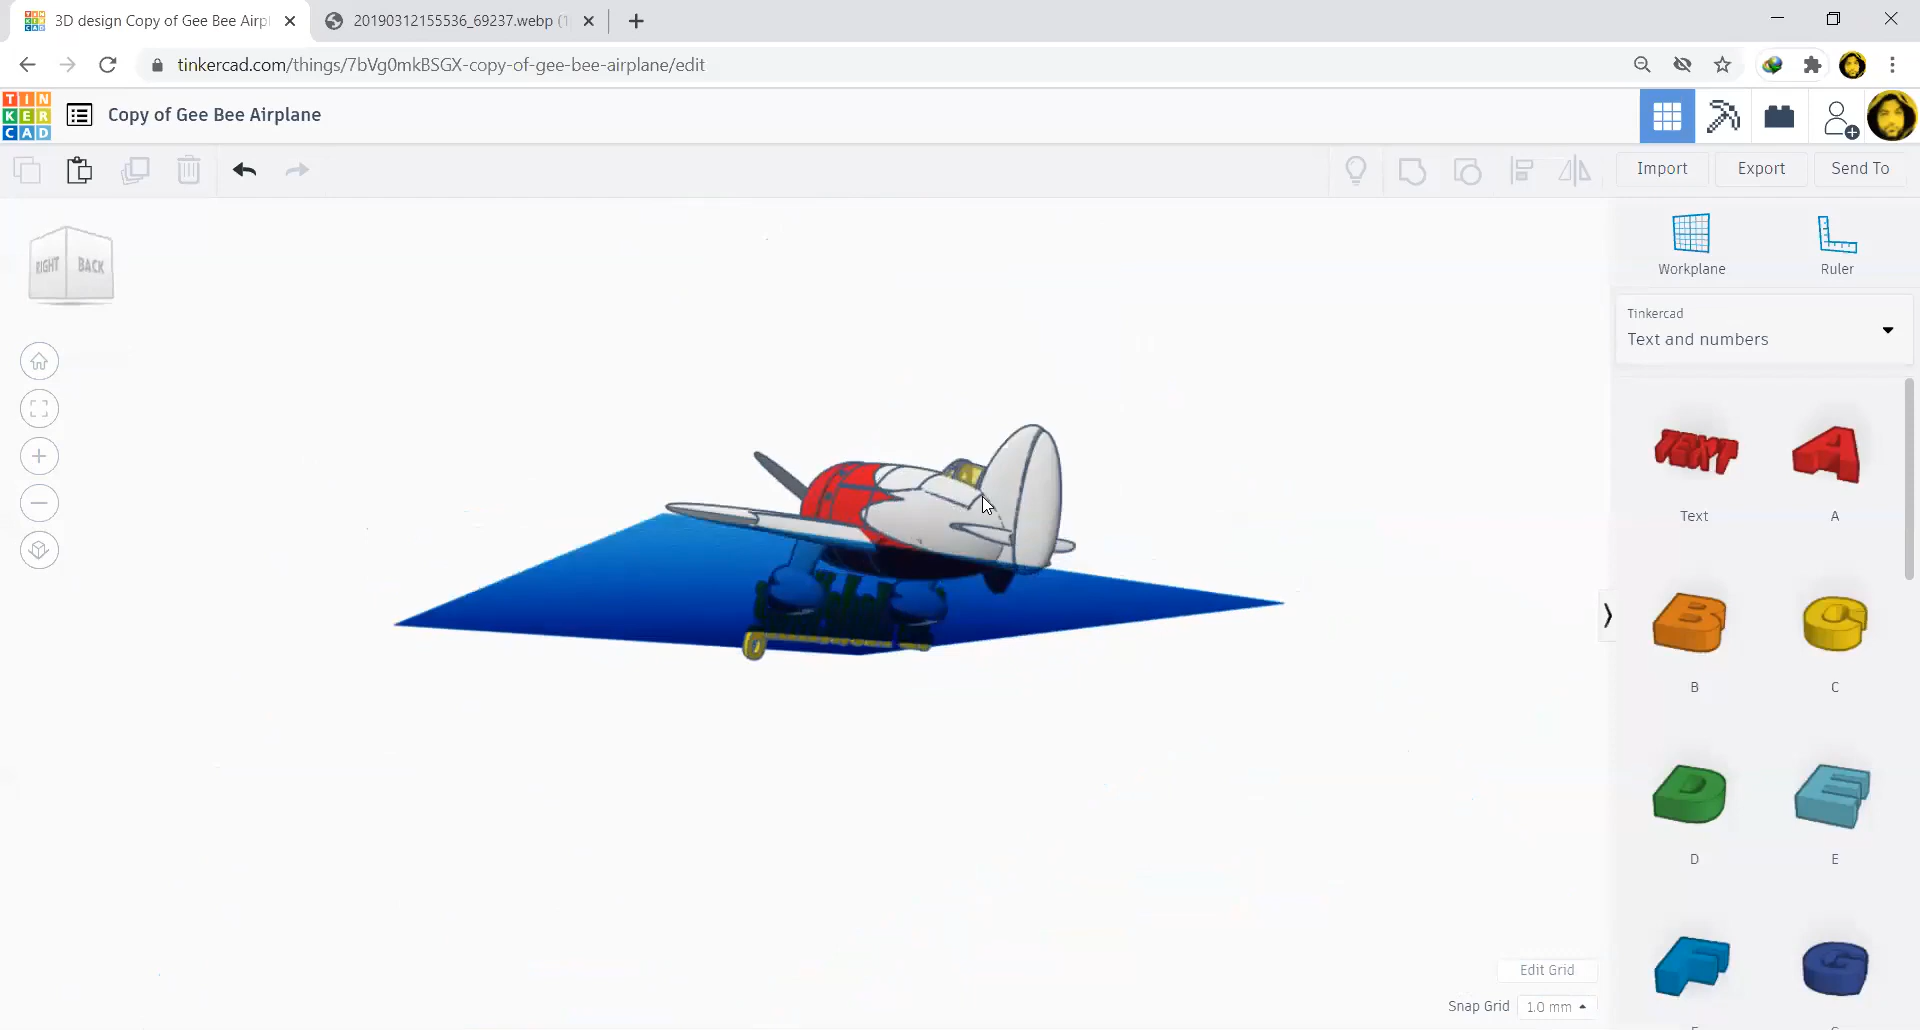 3D design Copy of Gee Bee Airpl
20190312155536_69237.webp (1
tinkercad.com/things/7bVg0mkBSGX-copy-of-gee-bee-airplane/edit
TIN
KER
CAD
Copy of Gee Bee Airplane
Import
Export
Send To
RIGHT
BACK
Workplane
Ruler
Tinkercad
Text and numbers
TEXT
A
Text
A
B
C
B
C
D
E
D
E
F
G
Edit Grid
Snap Grid
1.0 mm